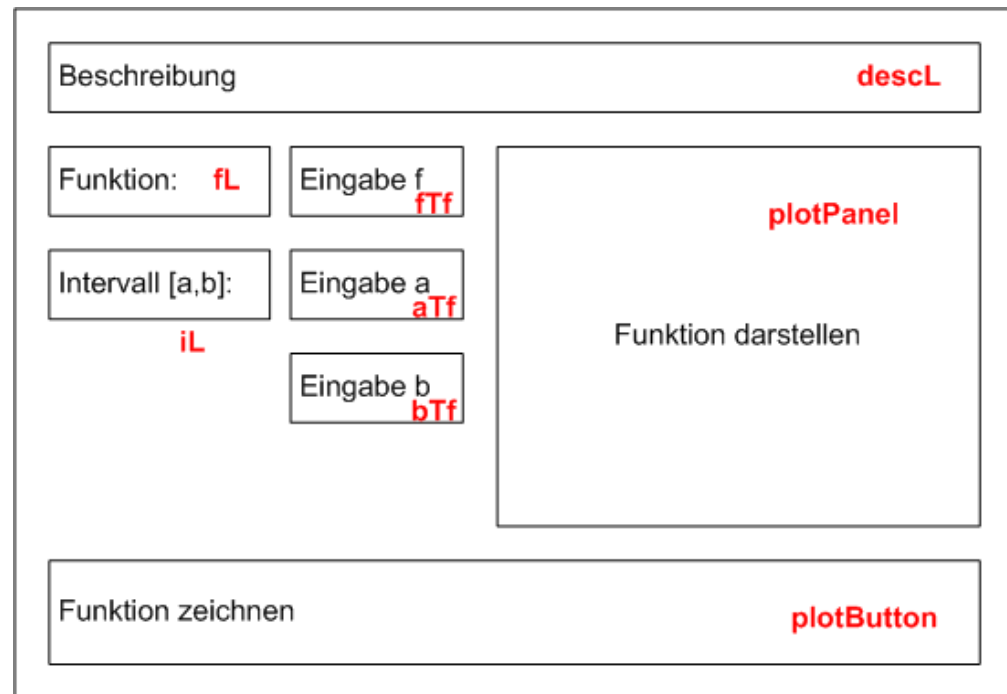 Beschreibung descL
Funktion: fL
Eingabe f
fTf
plotPanel
Intervall [a,b]:
iL
Eingabe a
aTf
Eingabe b
bTf
Funktion darstellen
Funktion zeichnen plotButton